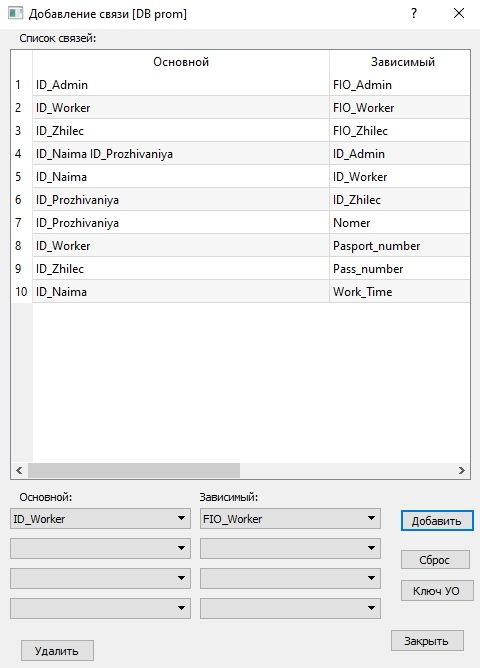 Добавление связи [DB prom] ?
Список связей:
Основной Зависимый
1 ID_Admin FIO_Admin
2 ID_Worker FIO_Worker
3 ID_Zhilec FIO_Zhilec
4 ID_Naima ID_Prozhivaniya ID_Admin
5 ID_Naima ID_Worker
6 ID_Prozhivaniya ID_Zhilec
7 ID_Prozhivaniya Nomer
8 ID_Worker Pasport_number
9 ID_Zhilec Pass_number
10 ID_Naima Work_Time
Основной: Зависимый:
ID_Worker FIO_Worker Добавить
Сброс
Ключ УО
Удалить Закрыть